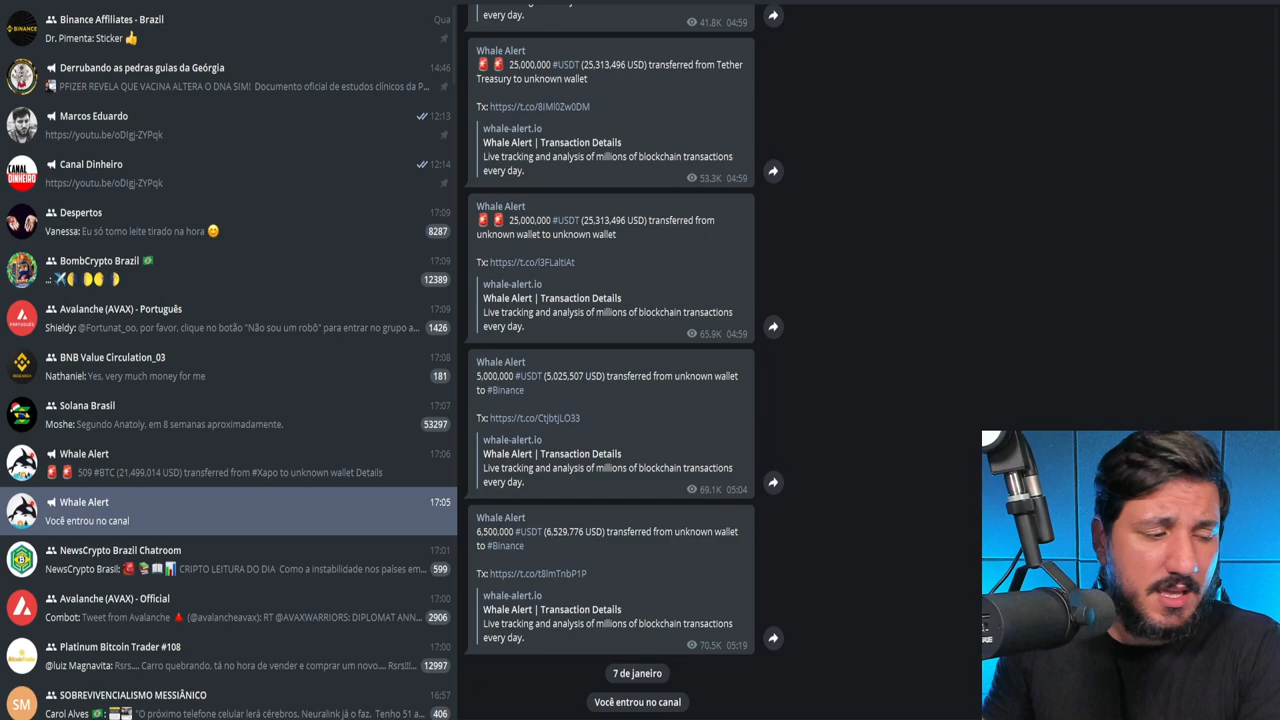 Binance Affiliates - Brazil
Qua
Dr. Pimenta: Sticker 👍
BINANCE
Derrubando as pedras guias da Geórgia
14:46
PFIZER REVELA QUE VACINA ALTERA O DNA SIM! Documento oficial de estudos clínicos da P...
Marcos Eduardo
12:13
https://youtu.be/oDIgj-ZYPqk
Canal Dinheiro
12:14
https://youtu.be/oDIgj-ZYPqk
CANAL
DINHEIRO
Despertos
17:09
Vanessa: Eu só tomo leite tirado na hora 😊
8287
BombCrypto Brazil 🇧🇷
17:09
..: ✈️🌗🌖🌕🌗
12389
Avalanche (AVAX) - Português
17:09
Shieldy: @Fortunat_oo, por favor, clique no botão "Não sou um robô" para entrar no grupo a...
1426
BNB Value Circulation_03
17:08
Nathaniel: Yes, very much money for me
181
Solana Brasil
17:07
Moshe: Segundo Anatoly, em 8 semanas aproximadamente.
53297
Whale Alert
17:06
🚨 🚨 509 #BTC (21,499,014 USD) transferred from #Xapo to unknown wallet Details
Whale Alert
17:05
Você entrou no canal
NewsCrypto Brazil Chatroom
17:01
NewsCrypto Brazil: 🚨 📚📖📊 CRIPTO LEITURA DO DIA Como a instabilidade nos países em...
599
Avalanche (AVAX) - Official
17:00
Combot: Tweet from Avalanche 🔺 (@avalancheavax): RT @AVAXWARRIORS: DIPLOMAT ANN...
2906
Platinum Bitcoin Trader #108
17:00
@luiz Magnavita: Rsrs.... Carro quebrando, tá no hora de vender e comprar um novo.... Rsrs!!!...
12997
SM
SOBREVIVENCIALISMO MESSIÂNICO
16:57
Carol Alves 🇧🇷: "O próximo telefone celular lerá cérebros. Neuralink já o faz. Tenho 51 a...
406
every day.
41.8K 04:59
Whale Alert
🚨 🚨 25,000,000 #USDT (25,313,496 USD) transferred from Tether
Treasury to unknown wallet
Tx: https://t.co/8IMl0Zw0DM
whale-alert.io
Whale Alert | Transaction Details
Live tracking and analysis of millions of blockchain transactions
every day.
53.3K 04:59
Whale Alert
🚨 🚨 25,000,000 #USDT (25,313,496 USD) transferred from
unknown wallet to unknown wallet
Tx: https://t.co/l3FLaltiAt
whale-alert.io
Whale Alert | Transaction Details
Live tracking and analysis of millions of blockchain transactions
every day.
65.9K 04:59
Whale Alert
5,000,000 #USDT (5,025,507 USD) transferred from unknown wallet
to #Binance
Tx: https://t.co/CtjbtjLO33
whale-alert.io
Whale Alert | Transaction Details
Live tracking and analysis of millions of blockchain transactions
every day.
69.1K 05:04
Whale Alert
6,500,000 #USDT (6,529,776 USD) transferred from unknown wallet
to #Binance
Tx: https://t.co/t8lmTnbP1P
whale-alert.io
Whale Alert | Transaction Details
Live tracking and analysis of millions of blockchain transactions
every day.
70.5K 05:19
7 de janeiro
Você entrou no canal